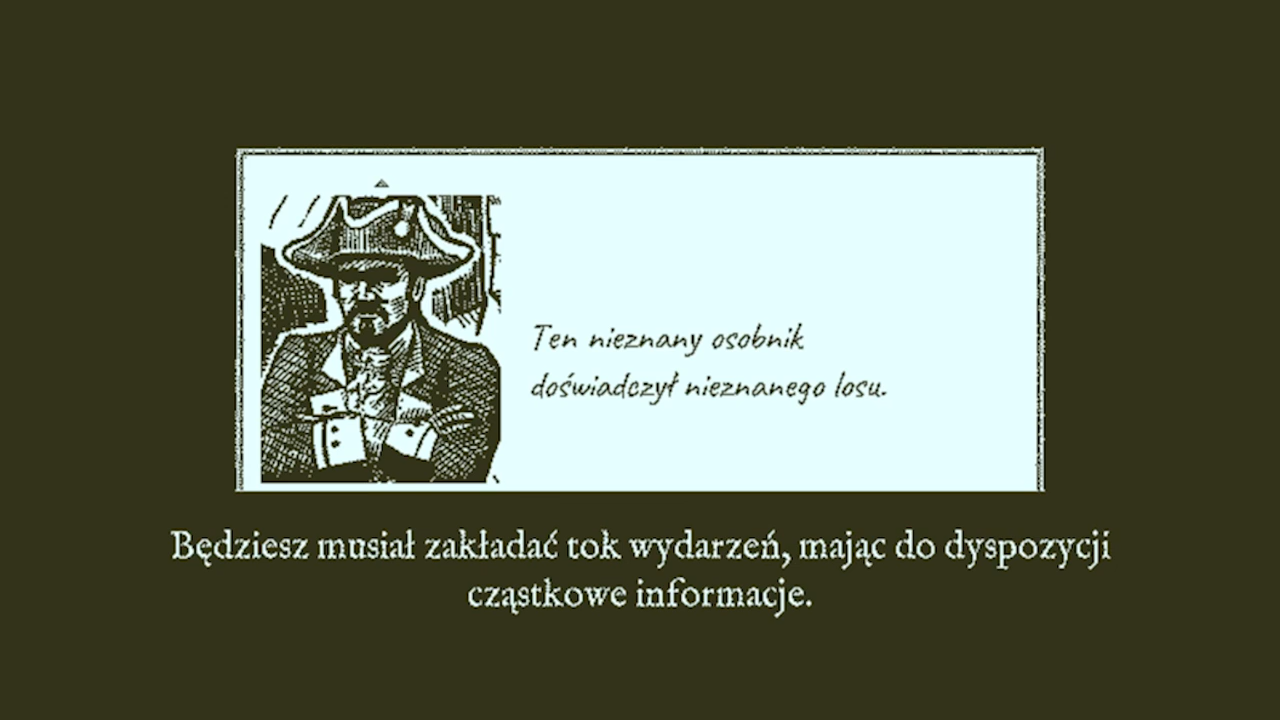 Ten nieznany osobnik
doświadczył nieznanego losu.
Będziesz musiał zakładać tok wydarzeń, mając do dyspozycji
cząstkowe informacje.